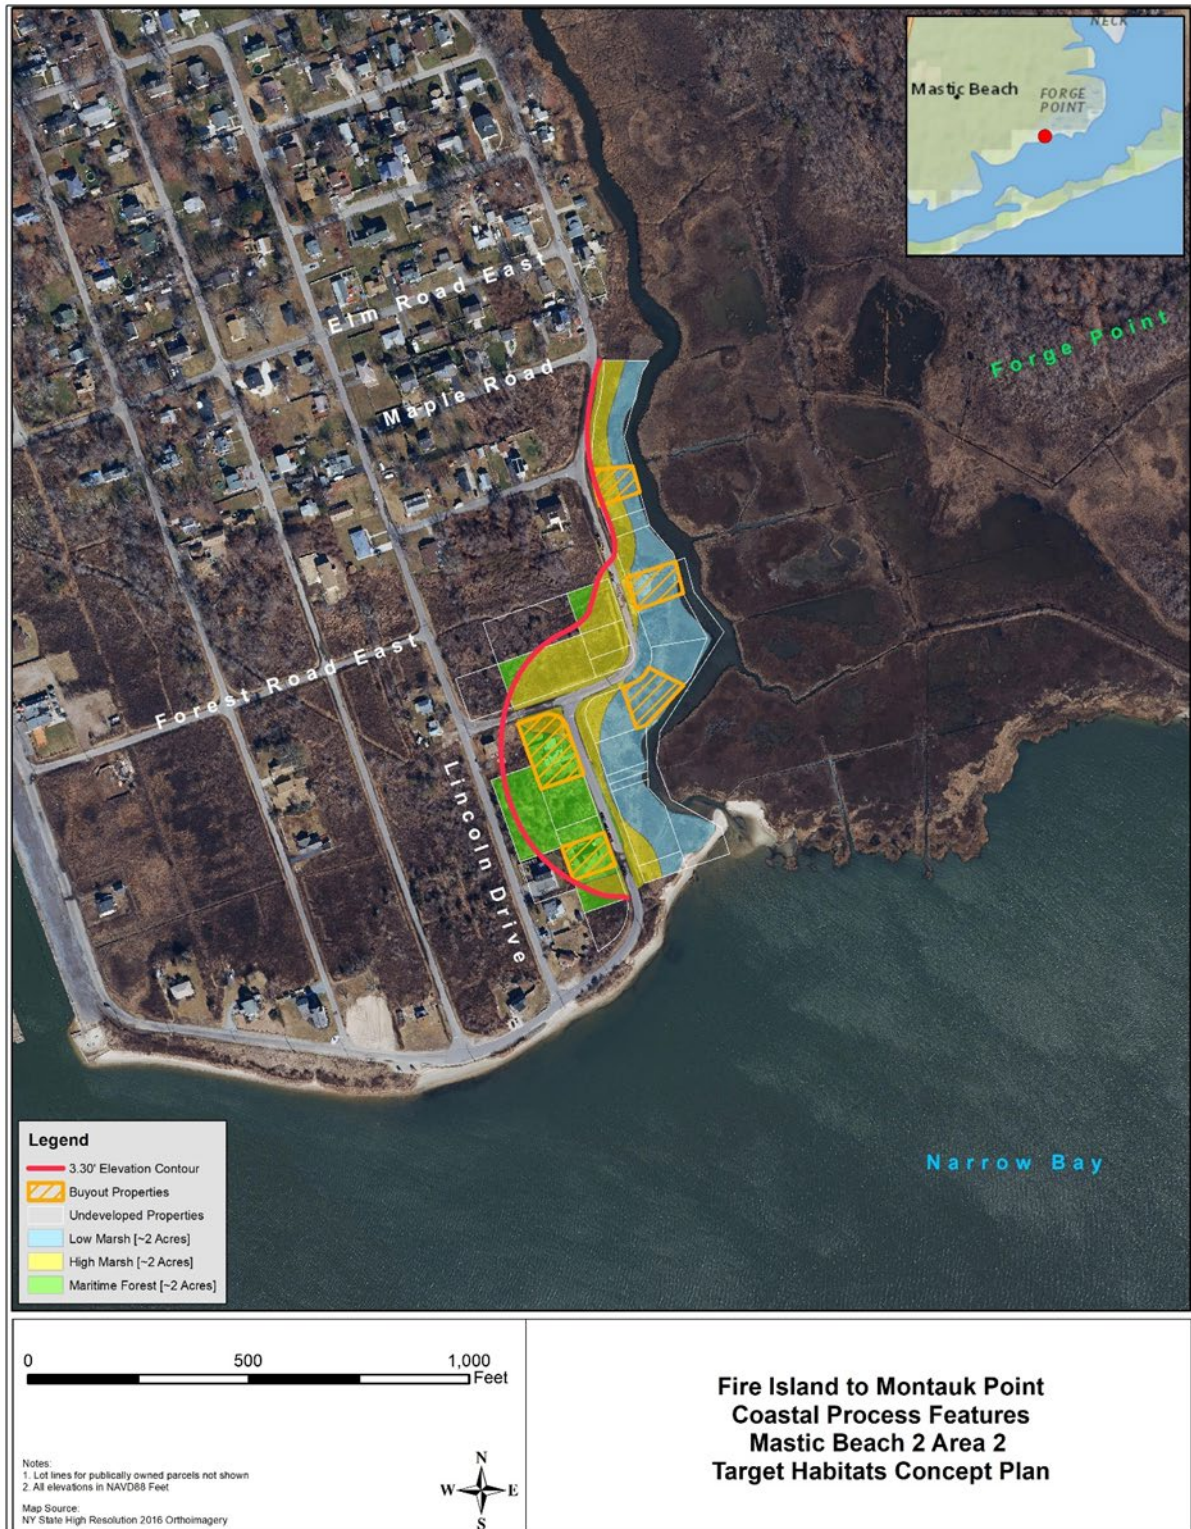 NECK
Mastic Beach
FORGE
POINT
Forge Point
Elm Road East
Maple Road
Forest Road East
Lincoln Drive
Narrow Bay
Legend
3.30' Elevation Contour
Buyout Properties
Undeveloped Properties
Low Marsh [~2 Acres]
High Marsh [~2 Acres]
Maritime Forest [~2 Acres]
0 500 1,000
Feet
Notes:
1. Lot lines for publically owned parcels not shown
2. All elevations in NAVD88 Feet
Map Source:
NY State High Resolution 2016 Orthoimagery
N
W E
S
Fire Island to Montauk Point
Coastal Process Features
Mastic Beach 2 Area 2
Target Habitats Concept Plan